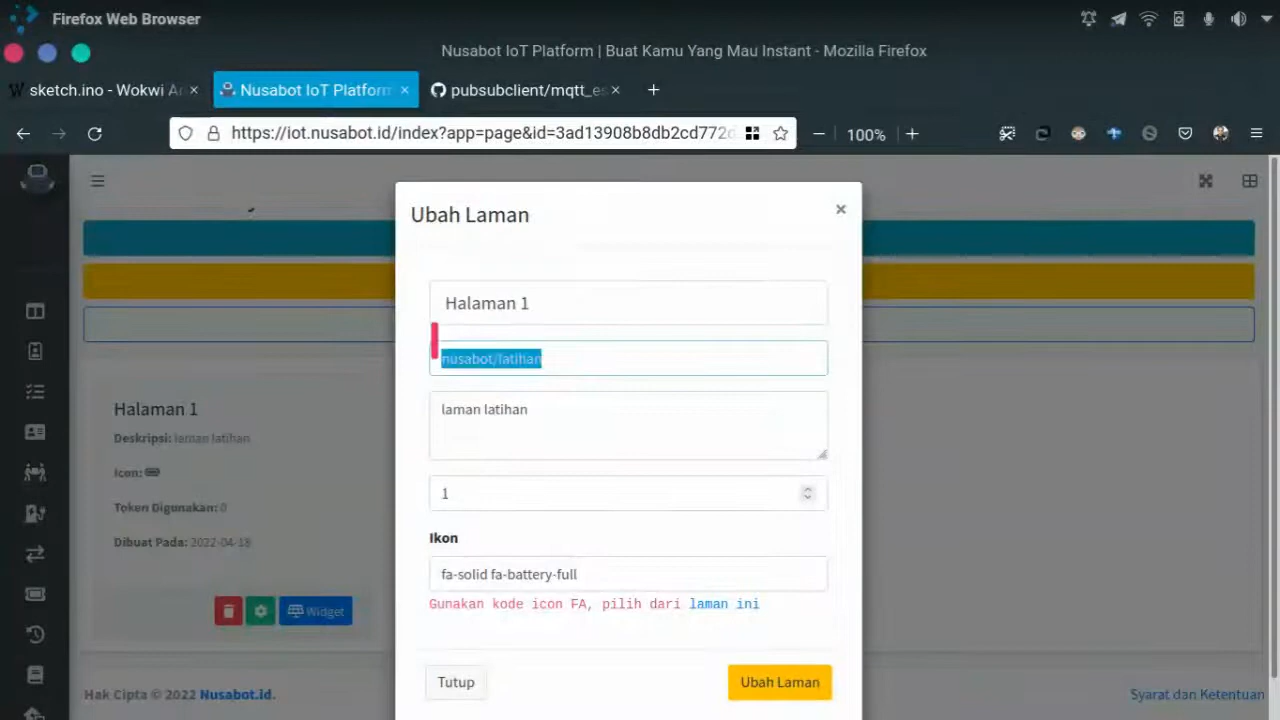 Firefox Web Browser
Nusabot IoT Platform | Buat Kamu Yang Mau Instant - Mozilla Firefox
sketch.ino - Wokwi Ar
Nusabot IoT Platform
pubsubclient/mqtt_es
https://iot.nusabot.id/index?app=page&id=3ad13908b8db2cd772d
100%
Ubah Laman
Halaman 1
nusabot/latihan
laman latihan
1
Ikon
fa-solid fa-battery-full
Gunakan kode icon FA, pilih dari laman ini
Tutup
Ubah Laman
Halaman 1
Deskripsi: laman latihan
Icon:
Token Digunakan: 0
Dibuat Pada: 2022-04-18
Widget
Hak Cipta © 2022 Nusabot.id.
Syarat dan Ketentuan